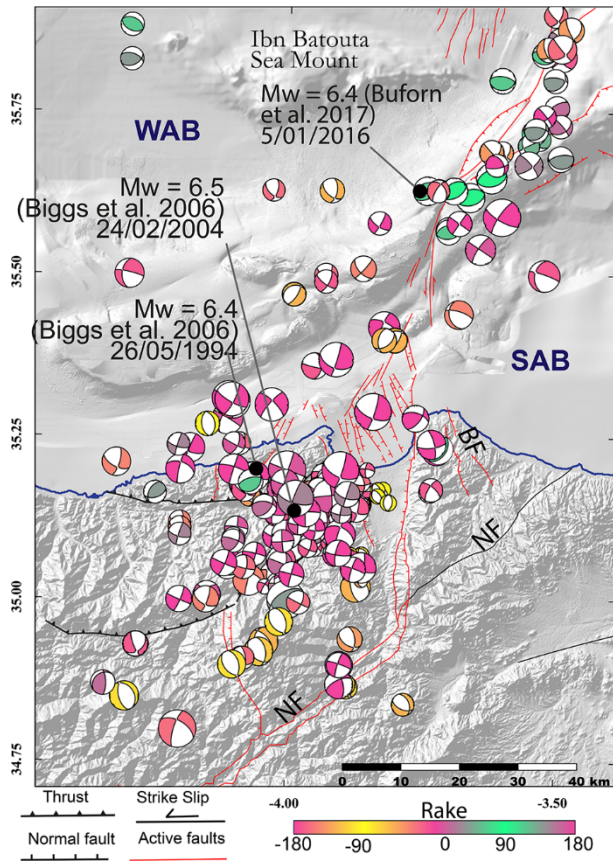 Ibn Batouta
Sea Mount
Mw = 6.4 (Buforn
et al. 2017)
5/01/2016
WAB
Mw = 6.5
(Biggs et al. 2006)
24/02/2004
Mw = 6.4
(Biggs et al. 2006)
26/05/1994
SAB
BF
NF
NF
35.75
35.50
35.25
35.00
34.75
0 10 20 30 40 km
Thrust
Strike Slip
Normal fault
Active faults
-4.00
-3.50
Rake
-180 -90 0 90 180